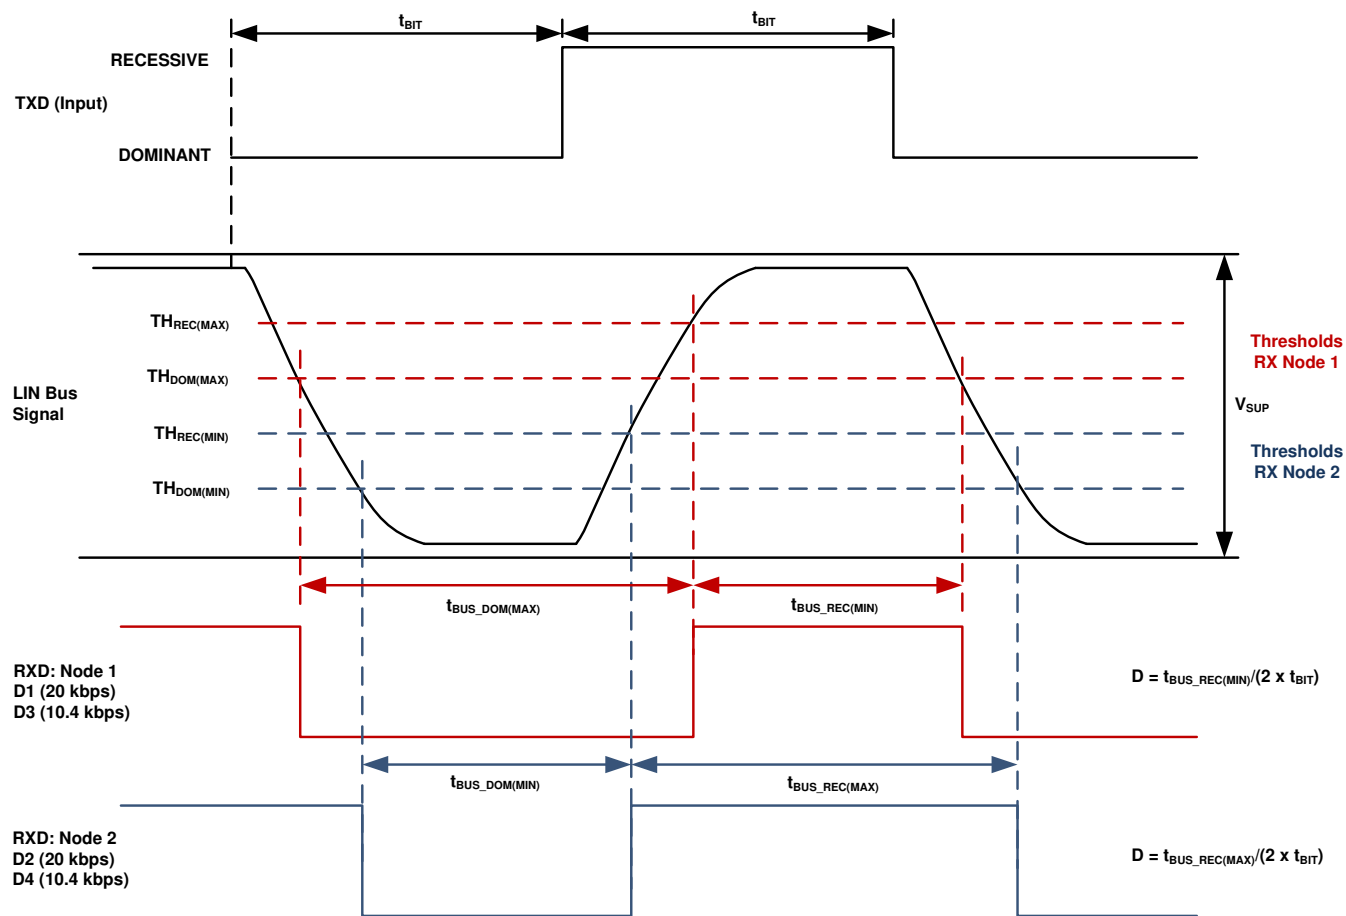 tBIT
tBIT
RECESSIVE
TXD (Input)
DOMINANT
THREC(MAX)
Thresholds
RX Node 1
THDOM(MAX)
LIN Bus
Signal
VSUP
THREC(MIN)
Thresholds
RX Node 2
THDOM(MIN)
tBUS_DOM(MAX)
tBUS_REC(MIN)
RXD: Node 1
D1 (20 kbps)
D3 (10.4 kbps)
D = tBUS_REC(MIN)/(2 x tBIT)
tBUS_DOM(MIN)
tBUS_REC(MAX)
RXD: Node 2
D2 (20 kbps)
D4 (10.4 kbps)
D = tBUS_REC(MAX)/(2 x tBIT)